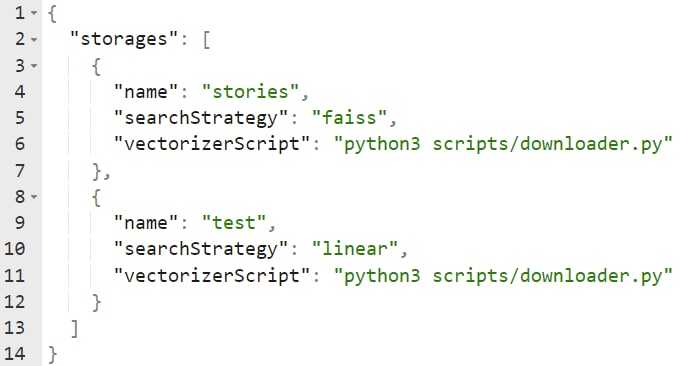 1 {
2   "storages": [
3     {
4       "name": "stories",
5       "searchStrategy": "faiss",
6       "vectorizerScript": "python3 scripts/downloader.py"
7     },
8     {
9       "name": "test",
10       "searchStrategy": "linear",
11       "vectorizerScript": "python3 scripts/downloader.py"
12     }
13   ]
14 }